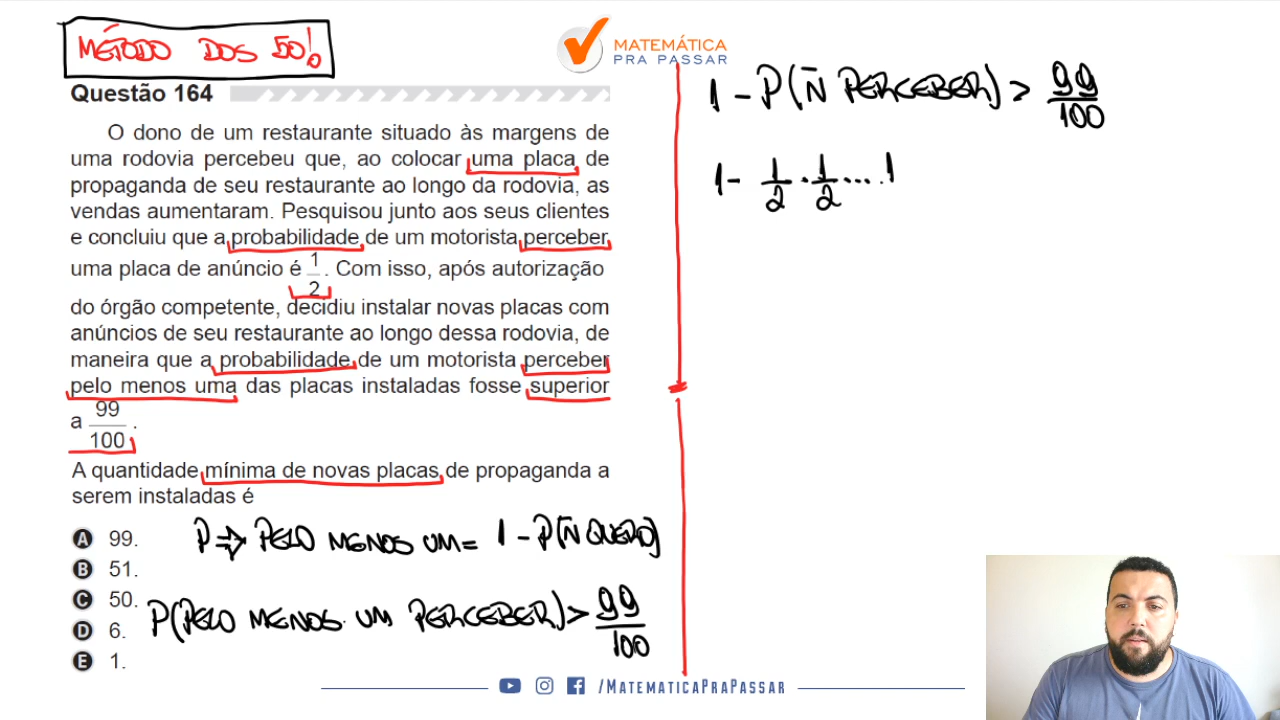 MÉTODO DOS 50!
MATEMÁTICA
PRA PASSAR
Questão 164
O dono de um restaurante situado às margens de
uma rodovia percebeu que, ao colocar uma placa de
propaganda de seu restaurante ao longo da rodovia, as
vendas aumentaram. Pesquisou junto aos seus clientes
e concluiu que a probabilidade de um motorista perceber
uma placa de anúncio é 1/2. Com isso, após autorização
do órgão competente, decidiu instalar novas placas com
anúncios de seu restaurante ao longo dessa rodovia, de
maneira que a probabilidade de um motorista perceber
pelo menos uma das placas instaladas fosse superior
a 99/100.
A quantidade mínima de novas placas de propaganda a
serem instaladas é
A 99.
B 51.
C 50.
D 6.
E 1.
P ⇒ PELO MENOS UM = 1 - P(Ñ QUERO)
P(PELO MENOS UM PERCEBER) > 99/100
1 - P(Ñ PERCEBER) > 99/100
1 - 1/2 · 1/2 ... 1
/MATEMATICAPRAPASSAR